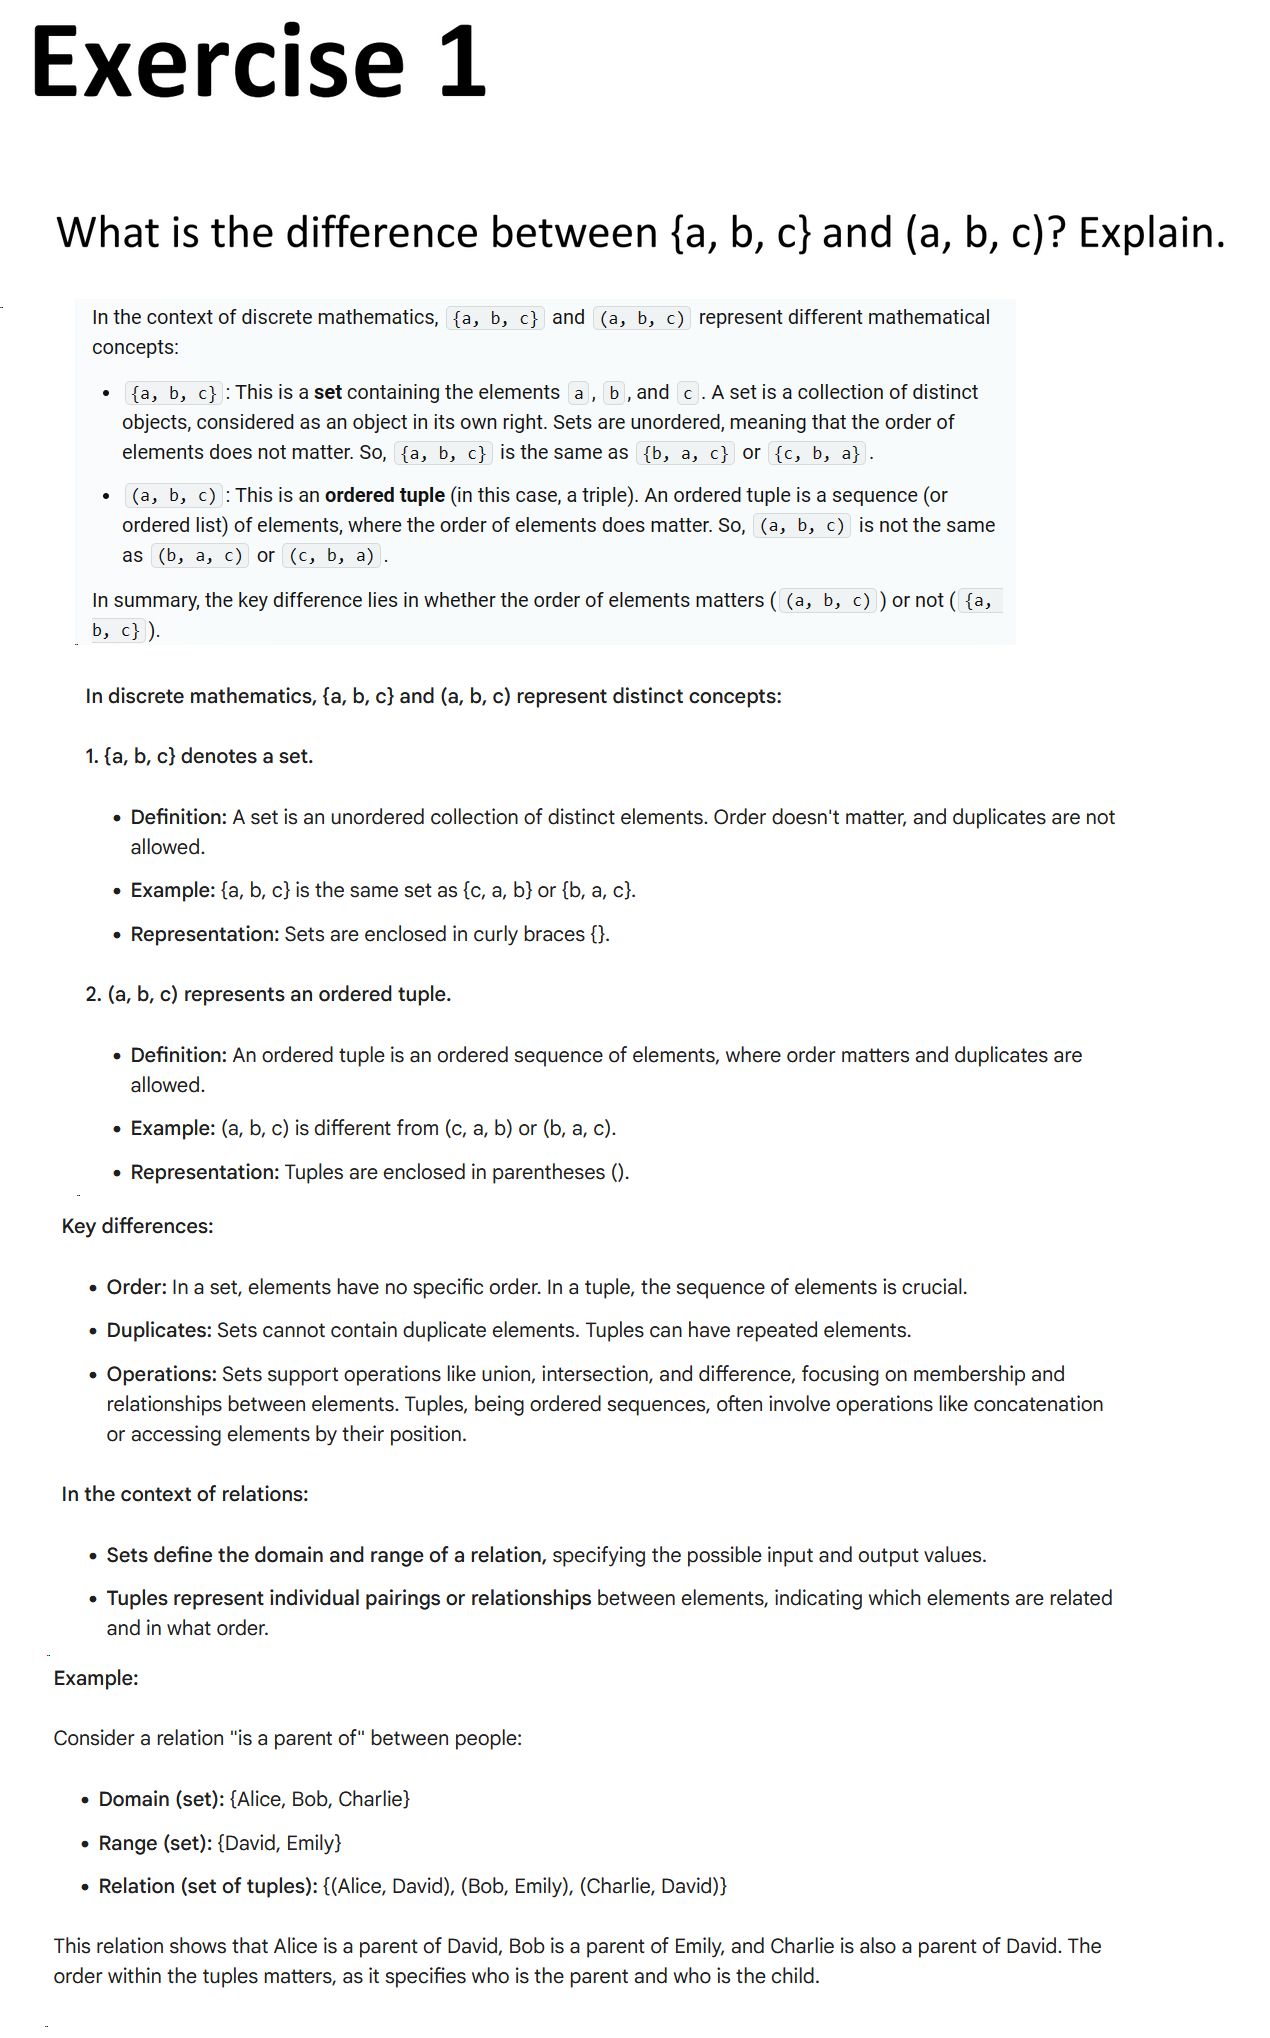 Exercise 1
What is the difference between {a, b, c} and (a, b, c)? Explain.
In the context of discrete mathematics, {a, b, c} and (a, b, c) represent different mathematical
concepts:
• {a, b, c} : This is a set containing the elements a , b , and c . A set is a collection of distinct
objects, considered as an object in its own right. Sets are unordered, meaning that the order of
elements does not matter. So, {a, b, c} is the same as {b, a, c} or {c, b, a} .
• (a, b, c) : This is an ordered tuple (in this case, a triple). An ordered tuple is a sequence (or
ordered list) of elements, where the order of elements does matter. So, (a, b, c) is not the same
as (b, a, c) or (c, b, a) .
In summary, the key difference lies in whether the order of elements matters ( (a, b, c) ) or not ( {a,
b, c} ).
In discrete mathematics, {a, b, c} and (a, b, c) represent distinct concepts:
1. {a, b, c} denotes a set.
• Definition: A set is an unordered collection of distinct elements. Order doesn't matter, and duplicates are not
allowed.
• Example: {a, b, c} is the same set as {c, a, b} or {b, a, c}.
• Representation: Sets are enclosed in curly braces {}.
2. (a, b, c) represents an ordered tuple.
• Definition: An ordered tuple is an ordered sequence of elements, where order matters and duplicates are
allowed.
• Example: (a, b, c) is different from (c, a, b) or (b, a, c).
• Representation: Tuples are enclosed in parentheses ().
Key differences:
• Order: In a set, elements have no specific order. In a tuple, the sequence of elements is crucial.
• Duplicates: Sets cannot contain duplicate elements. Tuples can have repeated elements.
• Operations: Sets support operations like union, intersection, and difference, focusing on membership and
relationships between elements. Tuples, being ordered sequences, often involve operations like concatenation
or accessing elements by their position.
In the context of relations:
• Sets define the domain and range of a relation, specifying the possible input and output values.
• Tuples represent individual pairings or relationships between elements, indicating which elements are related
and in what order.
Example:
Consider a relation "is a parent of" between people:
• Domain (set): {Alice, Bob, Charlie}
• Range (set): {David, Emily}
• Relation (set of tuples): {(Alice, David), (Bob, Emily), (Charlie, David)}
This relation shows that Alice is a parent of David, Bob is a parent of Emily, and Charlie is also a parent of David. The
order within the tuples matters, as it specifies who is the parent and who is the child.